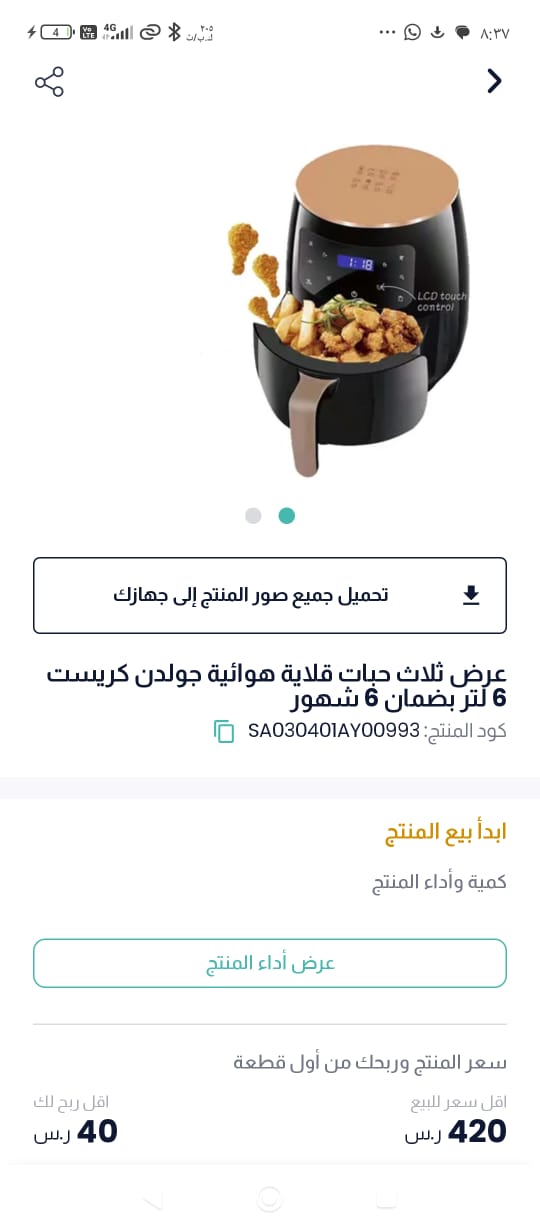 ٨:٣٧
٢٠٥
ك.ب/ث
4G
Vo
LTE
4
1:18
LCD touch
control
تحميل جميع صور المنتج إلى جهازك
عرض ثلاث حبات قلاية هوائية جولدن كريست
6 لتر بضمان 6 شهور
كود المنتج: SA030401AY00993
ابدأ بيع المنتج
كمية وأداء المنتج
عرض أداء المنتج
سعر المنتج وربحك من أول قطعة
اقل سعر للبيع
420 ر.س
اقل ربح لك
40 ر.س